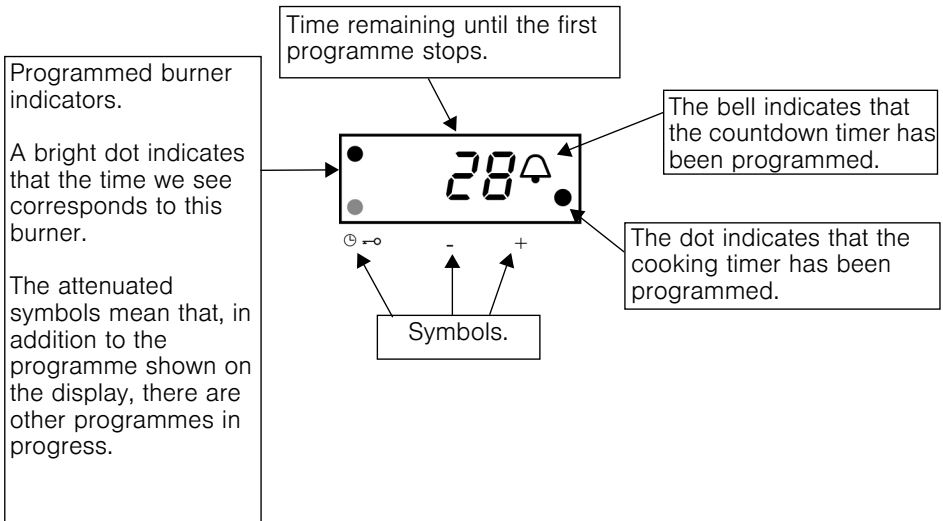 Time remaining until the first
programme stops.
Programmed burner
indicators.
A bright dot indicates
that the time we see
corresponds to this
burner.
The attenuated
symbols mean that, in
addition to the
programme shown on
the display, there are
other programmes in
progress.
28
The bell indicates that
the countdown timer has
been programmed.
The dot indicates that the
cooking timer has been
programmed.
- +
Symbols.